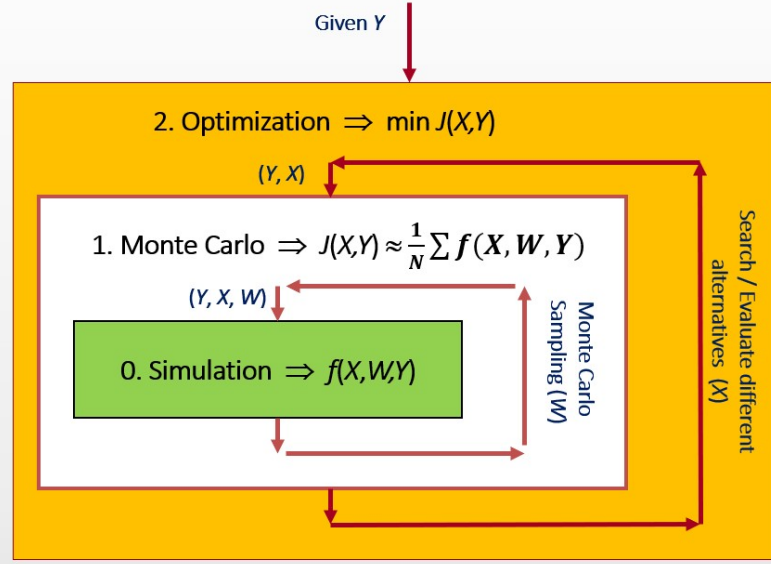 Given Y
2. Optimization ⇒ min J(X,Y)
(Y, X)
1. Monte Carlo ⇒ J(X,Y) ≈ 1/N ∑ f(X, W, Y)
(Y, X, W)
0. Simulation ⇒ f(X,W,Y)
Monte Carlo
Sampling (W)
Search / Evaluate different
alternatives (X)